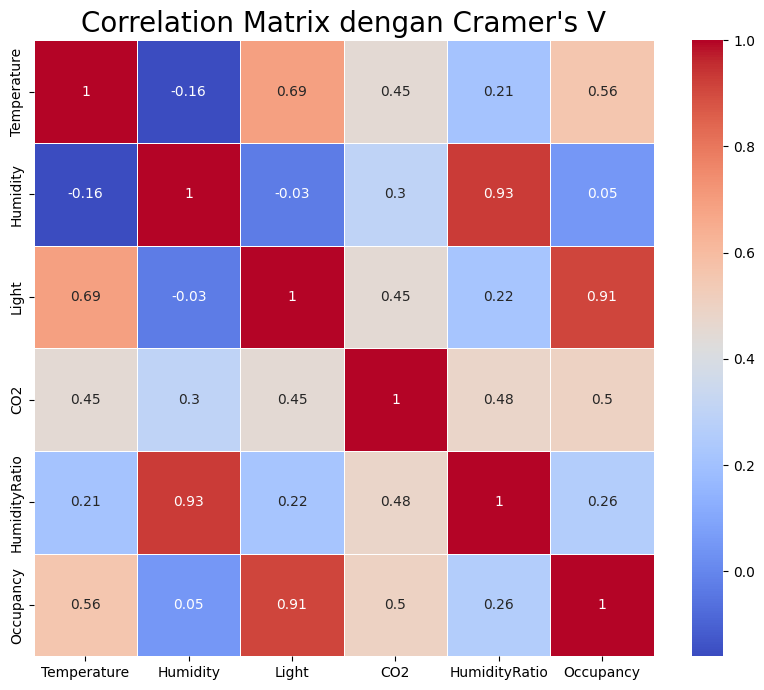 Correlation Matrix dengan Cramer's V
Temperature 1 -0.16 0.69 0.45 0.21 0.56
Humidity -0.16 1 -0.03 0.3 0.93 0.05
Light 0.69 -0.03 1 0.45 0.22 0.91
CO2 0.45 0.3 0.45 1 0.48 0.5
HumidityRatio 0.21 0.93 0.22 0.48 1 0.26
Occupancy 0.56 0.05 0.91 0.5 0.26 1
Temperature Humidity Light CO2 HumidityRatio Occupancy
1.0
0.8
0.6
0.4
0.2
0.0